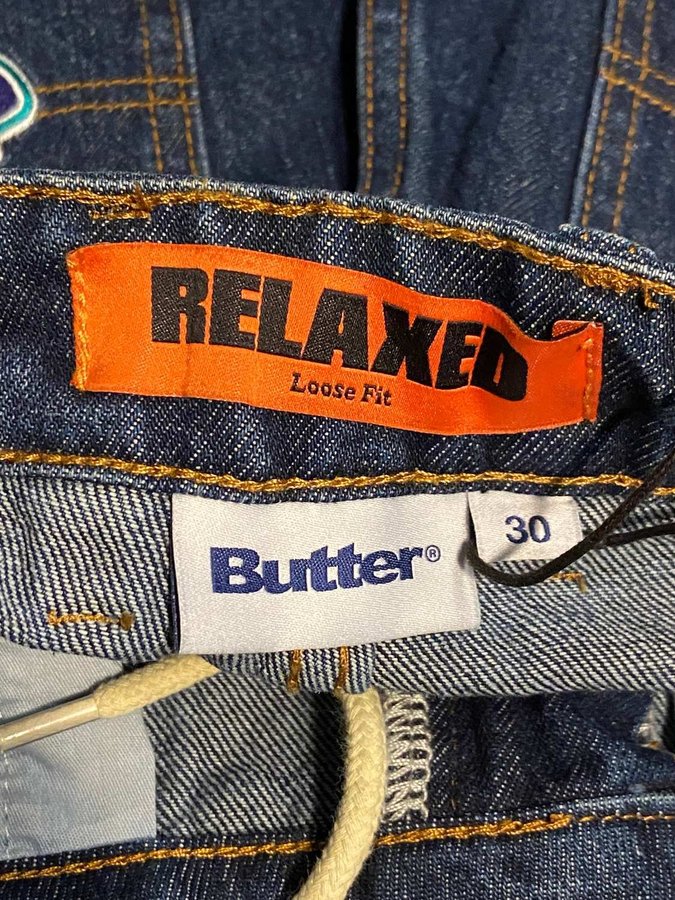 RELAXED
Loose Fit
Butter®
30